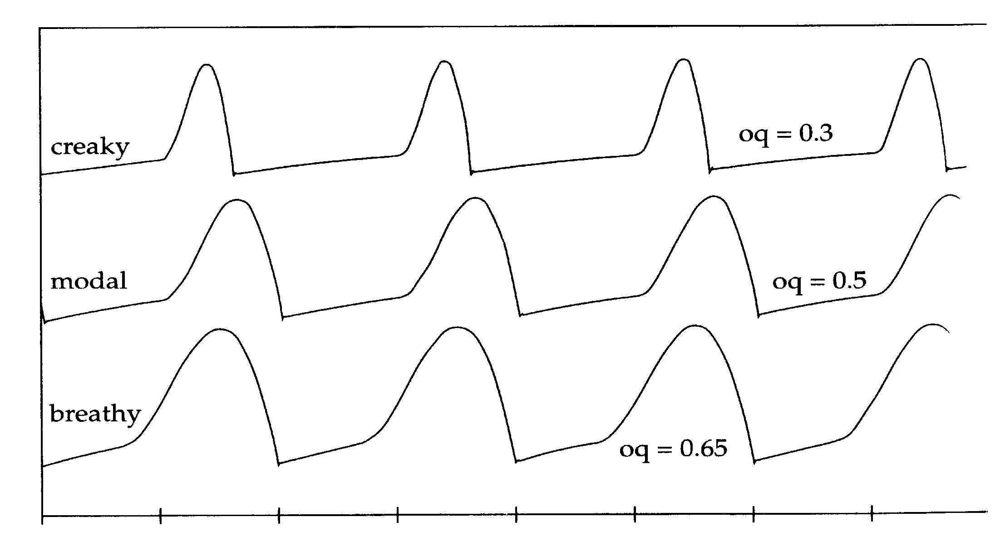 creaky
oq = 0.3
modal
oq = 0.5
breathy
oq = 0.65